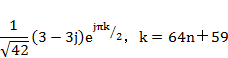 1/√42 (3 − 3j)e^(jπk/2), k = 64n+59